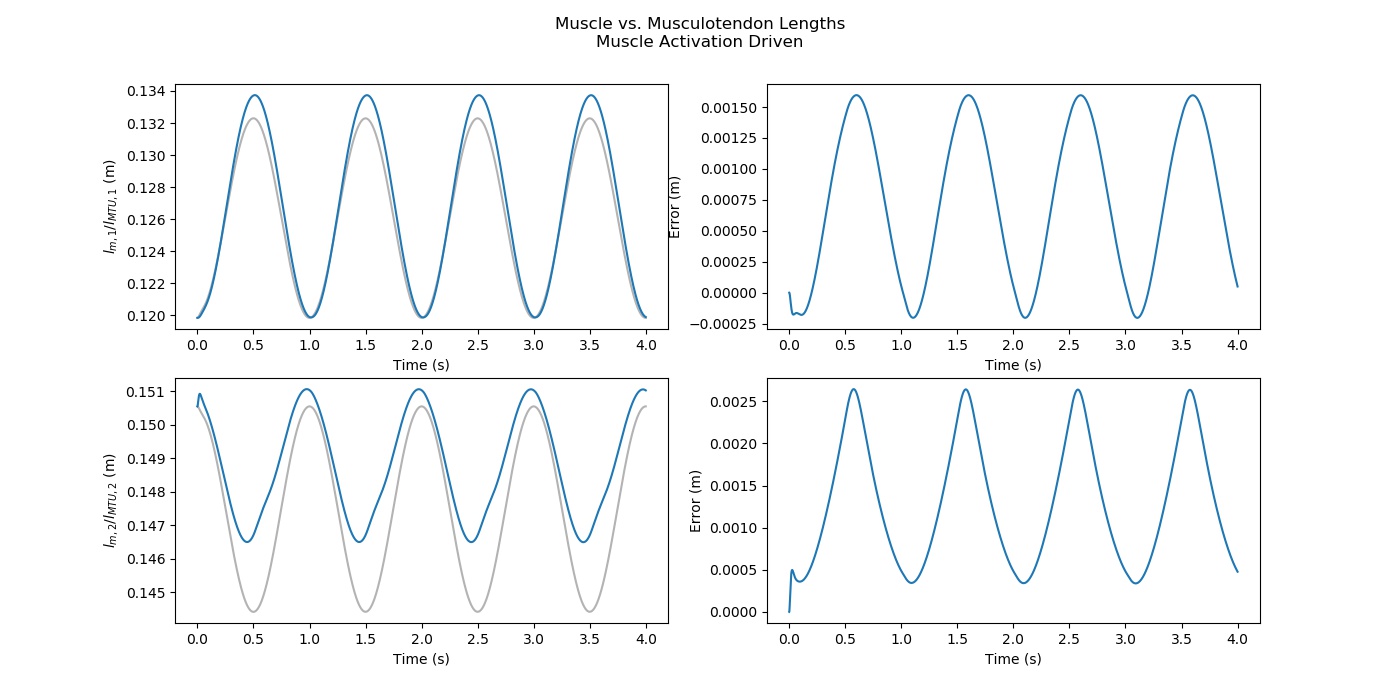 Muscle vs. Musculotendon Lengths
Muscle Activation Driven
0.134
0.132
0.130
0.128
0.126
0.124
0.122
0.120
l_{m,1}/l_{MTU,1} (m)
0.0 0.5 1.0 1.5 2.0 2.5 3.0 3.5 4.0
Time (s)
0.00150
0.00125
0.00100
0.00075
0.00050
0.00025
0.00000
−0.00025
Error (m)
0.0 0.5 1.0 1.5 2.0 2.5 3.0 3.5 4.0
Time (s)
0.151
0.150
0.149
0.148
0.147
0.146
0.145
l_{m,2}/l_{MTU,2} (m)
0.0 0.5 1.0 1.5 2.0 2.5 3.0 3.5 4.0
Time (s)
0.0025
0.0020
0.0015
0.0010
0.0005
0.0000
Error (m)
0.0 0.5 1.0 1.5 2.0 2.5 3.0 3.5 4.0
Time (s)